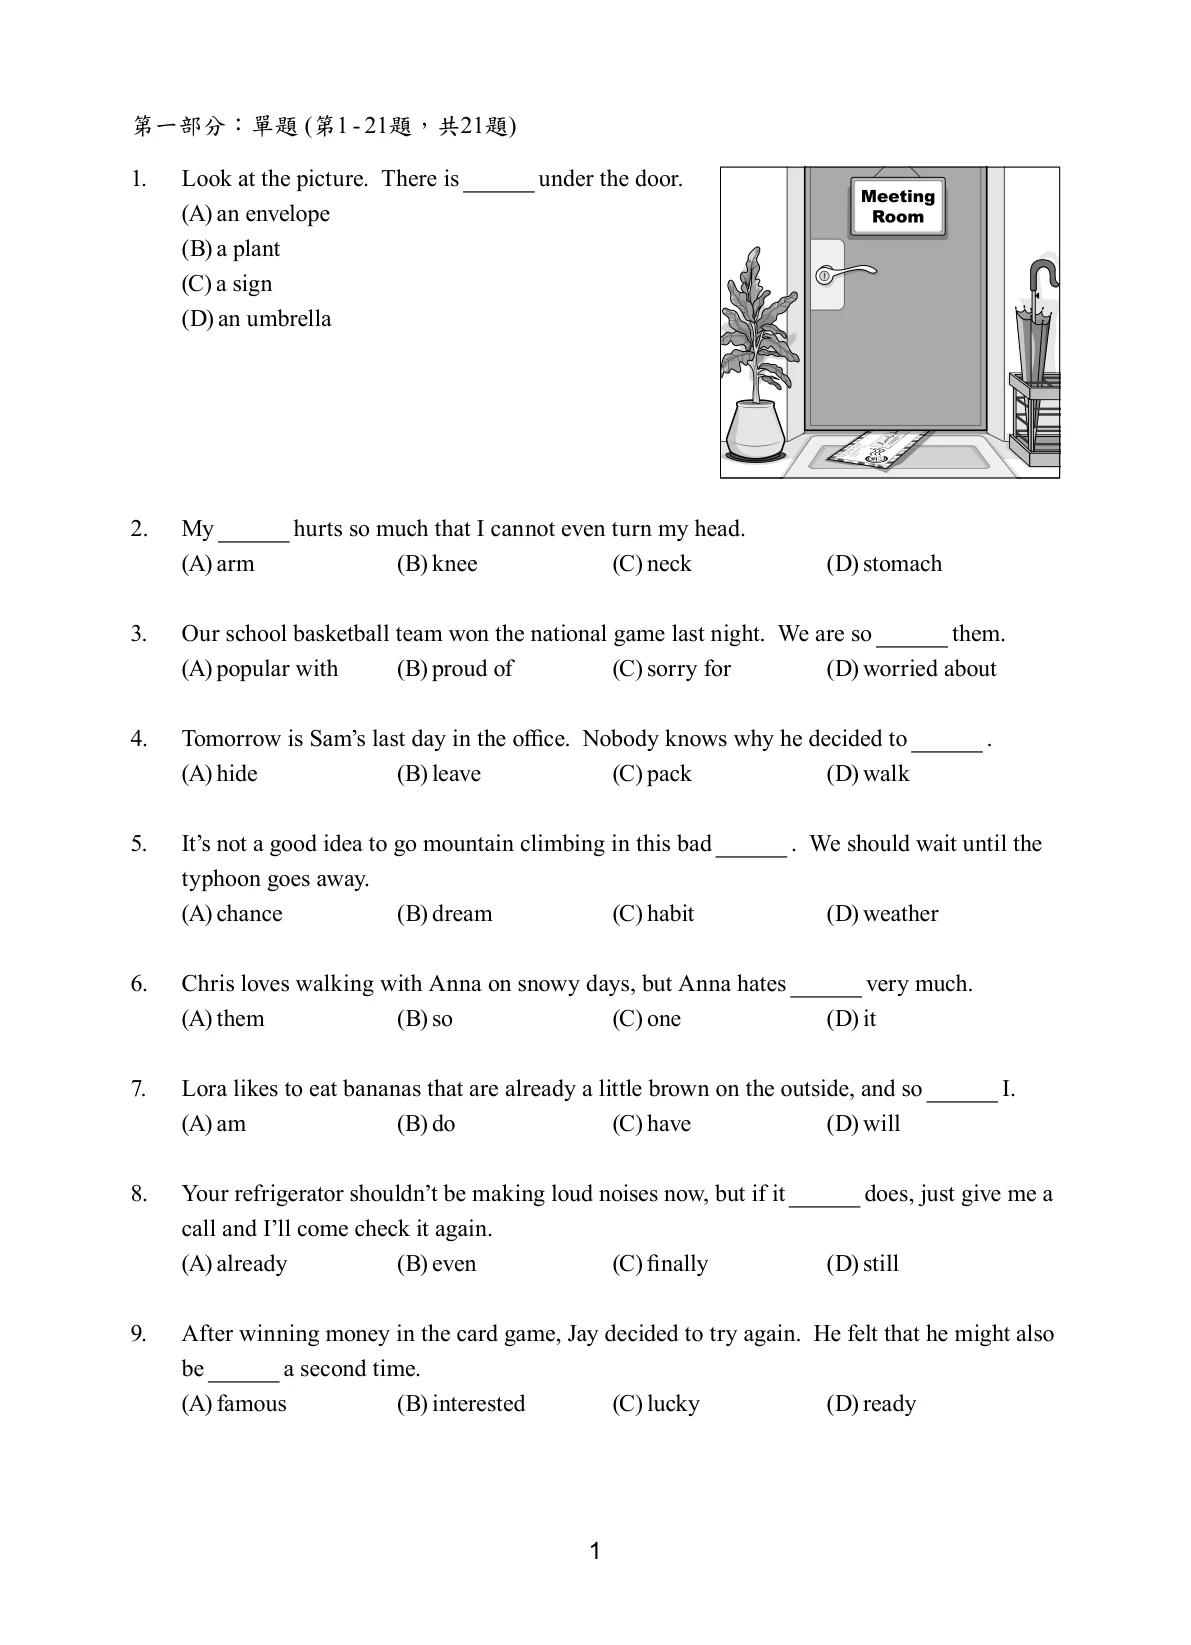 第一部分：單題 (第1-21題，共21題)
1. Look at the picture. There is ______ under the door.
(A) an envelope
(B) a plant
(C) a sign
(D) an umbrella
Meeting
Room
2. My ______ hurts so much that I cannot even turn my head.
(A) arm (B) knee (C) neck (D) stomach
3. Our school basketball team won the national game last night. We are so ______ them.
(A) popular with (B) proud of (C) sorry for (D) worried about
4. Tomorrow is Sam’s last day in the office. Nobody knows why he decided to ______ .
(A) hide (B) leave (C) pack (D) walk
5. It’s not a good idea to go mountain climbing in this bad ______ . We should wait until the
typhoon goes away.
(A) chance (B) dream (C) habit (D) weather
6. Chris loves walking with Anna on snowy days, but Anna hates ______ very much.
(A) them (B) so (C) one (D) it
7. Lora likes to eat bananas that are already a little brown on the outside, and so ______ I.
(A) am (B) do (C) have (D) will
8. Your refrigerator shouldn’t be making loud noises now, but if it ______ does, just give me a
call and I’ll come check it again.
(A) already (B) even (C) finally (D) still
9. After winning money in the card game, Jay decided to try again. He felt that he might also
be ______ a second time.
(A) famous (B) interested (C) lucky (D) ready
1